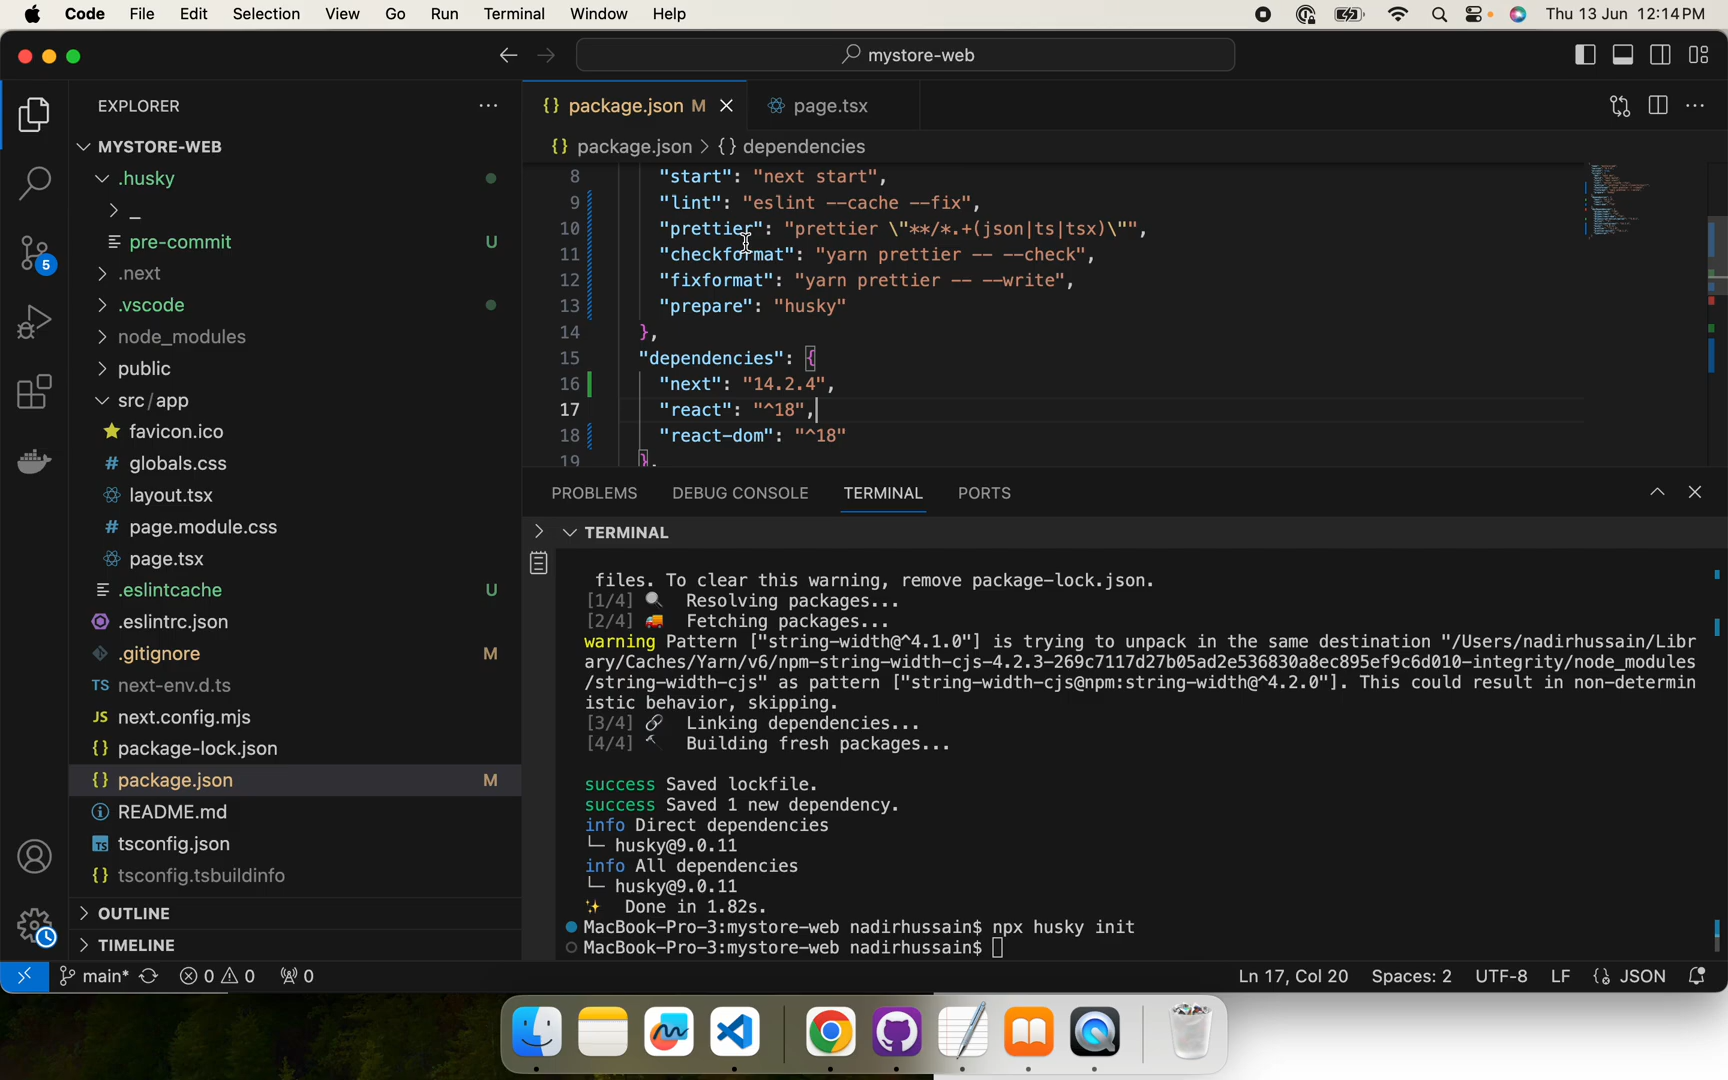 Code File Edit Selection View Go Run Terminal Window Help Thu 13 Jun 12:14 PM
mystore-web
EXPLORER
MYSTORE-WEB
.husky
_
pre-commit U
.next
.vscode
node_modules
public
src/app
favicon.ico
# globals.css
layout.tsx
# page.module.css
page.tsx
.eslintcache U
.eslintrc.json
.gitignore M
TS next-env.d.ts
JS next.config.mjs
{} package-lock.json
{} package.json M
README.md
TS tsconfig.json
{} tsconfig.tsbuildinfo
OUTLINE
TIMELINE
5
{} package.json M
page.tsx
{} package.json > {} dependencies
8 "start": "next start",
9 "lint": "eslint --cache --fix",
10 "prettier": "prettier \"**/*.+(json|ts|tsx)\"",
11 "checkformat": "yarn prettier -- --check",
12 "fixformat": "yarn prettier -- --write",
13 "prepare": "husky"
14 },
15 "dependencies": {
16 "next": "14.2.4",
17 "react": "^18",
18 "react-dom": "^18"
19 },
PROBLEMS DEBUG CONSOLE TERMINAL PORTS
TERMINAL
files. To clear this warning, remove package-lock.json.
[1/4] 🔍 Resolving packages...
[2/4] 🚚 Fetching packages...
warning Pattern ["string-width@^4.1.0"] is trying to unpack in the same destination "/Users/nadirhussain/Libr
ary/Caches/Yarn/v6/npm-string-width-cjs-4.2.3-269c7117d27b05ad2e536830a8ec895ef9c6d010-integrity/node_modules
/string-width-cjs" as pattern ["string-width-cjs@npm:string-width@^4.2.0"]. This could result in non-determin
istic behavior, skipping.
[3/4] 🔗 Linking dependencies...
[4/4] 🔨 Building fresh packages...
success Saved lockfile.
success Saved 1 new dependency.
info Direct dependencies
└─ husky@9.0.11
info All dependencies
└─ husky@9.0.11
✨ Done in 1.82s.
MacBook-Pro-3:mystore-web nadirhussain$ npx husky init
MacBook-Pro-3:mystore-web nadirhussain$
main* 0 0 0 Ln 17, Col 20 Spaces: 2 UTF-8 LF {} JSON